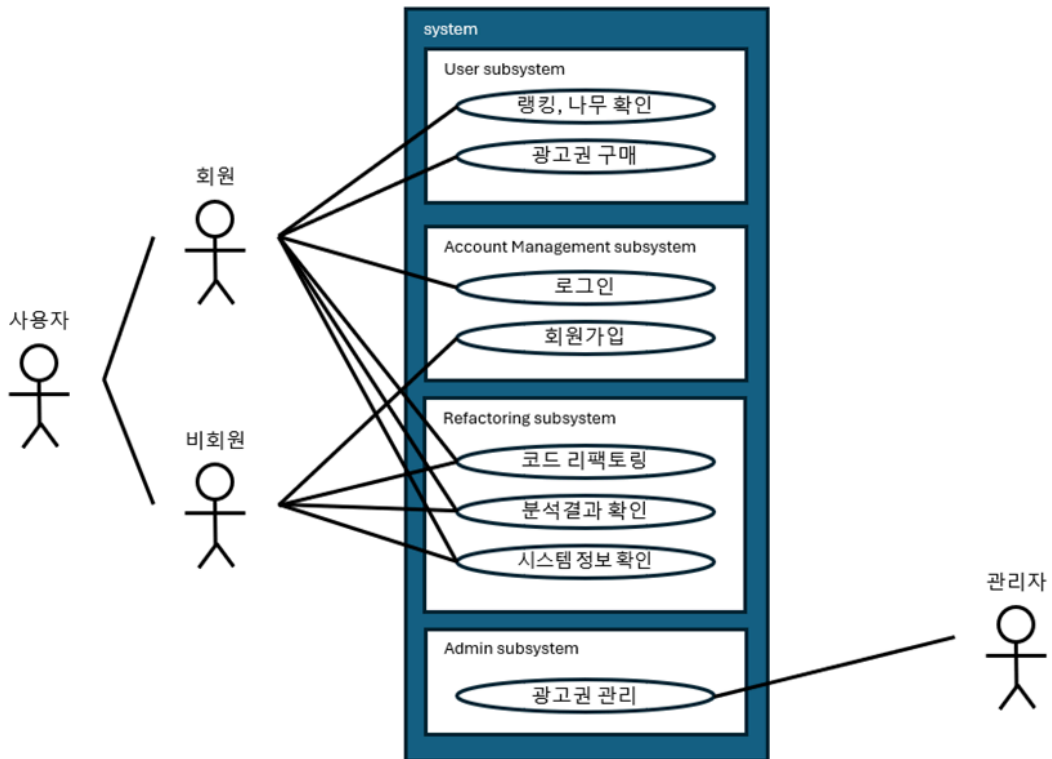 system
User subsystem
랭킹, 나무 확인
광고권 구매
회원
Account Management subsystem
로그인
회원가입
사용자
비회원
Refactoring subsystem
코드 리팩토링
분석결과 확인
시스템 정보 확인
관리자
Admin subsystem
광고권 관리